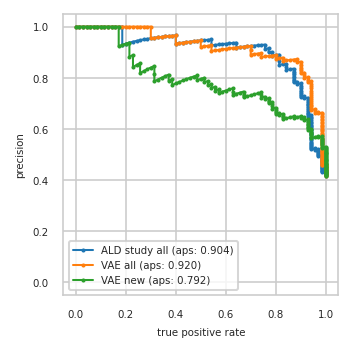 1.0
0.8
0.6
0.4
0.2
0.0
precision
ALD study all (aps: 0.904)
VAE all (aps: 0.920)
VAE new (aps: 0.792)
0.0 0.2 0.4 0.6 0.8 1.0
true positive rate